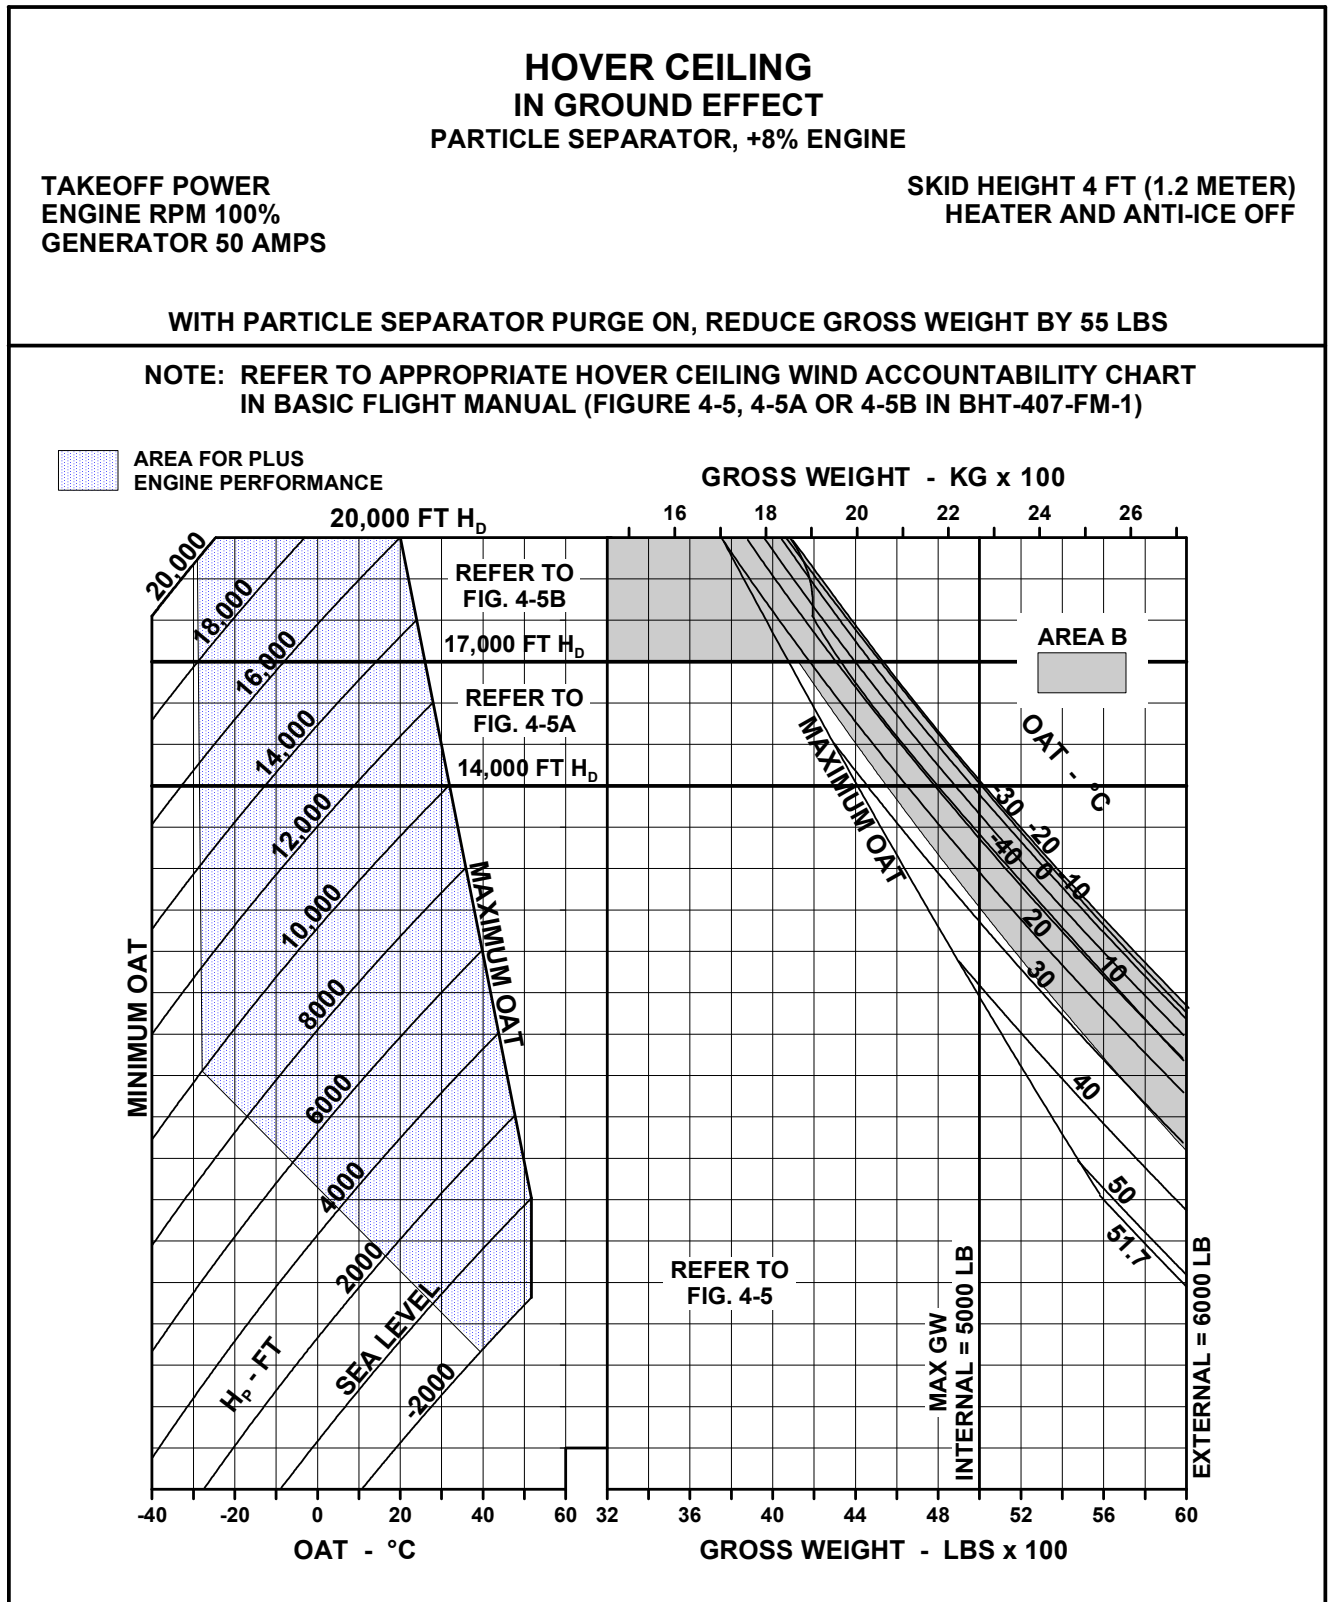 HOVER CEILING
IN GROUND EFFECT
PARTICLE SEPARATOR, +8% ENGINE
TAKEOFF POWER
ENGINE RPM 100%
GENERATOR 50 AMPS
SKID HEIGHT 4 FT (1.2 METER)
HEATER AND ANTI-ICE OFF
WITH PARTICLE SEPARATOR PURGE ON, REDUCE GROSS WEIGHT BY 55 LBS
NOTE: REFER TO APPROPRIATE HOVER CEILING WIND ACCOUNTABILITY CHART
IN BASIC FLIGHT MANUAL (FIGURE 4-5, 4-5A OR 4-5B IN BHT-407-FM-1)
AREA FOR PLUS
ENGINE PERFORMANCE
GROSS WEIGHT - KG x 100
16 18 20 22 24 26
20,000 FT HD
20,000
18,000
16,000
14,000
12,000
10,000
8000
6000
4000
2000
SEA LEVEL
-2000
HP - FT
MINIMUM OAT
MAXIMUM OAT
REFER TO
FIG. 4-5B
17,000 FT HD
REFER TO
FIG. 4-5A
14,000 FT HD
AREA B
OAT - °C
MAXIMUM OAT
-30
-20
-40
0
-10
20
10
30
40
50
51.7
REFER TO
FIG. 4-5
MAX GW
INTERNAL = 5000 LB
EXTERNAL = 6000 LB
-40 -20 0 20 40 60 32 36 40 44 48 52 56 60
OAT - °C
GROSS WEIGHT - LBS x 100